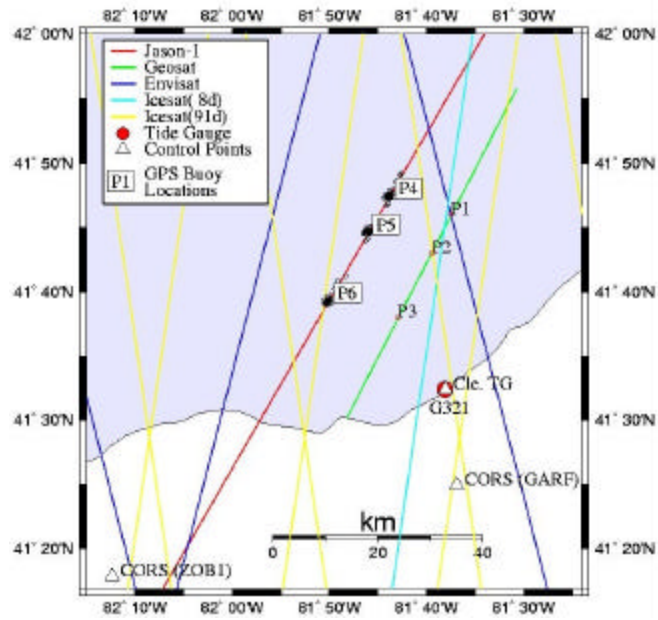 82° 10'W 82° 00'W 81° 50'W 81° 40'W 81° 30'W
42° 00'N 42° 00'N
Jason-1
Geosat
Envisat
Icesat( 8d)
Icesat(91d)
Tide Gauge
Control Points
P1 GPS Buoy
Locations
41° 50'N 41° 50'N
P4
P1
P5
P2
41° 40'N 41° 40'N
P6
P3
Cle. TG
G321
41° 30'N 41° 30'N
CORS (GARF)
km
0 20 40
41° 20'N 41° 20'N
CORS (ZOB1)
82° 10'W 82° 00'W 81° 50'W 81° 40'W 81° 30'W